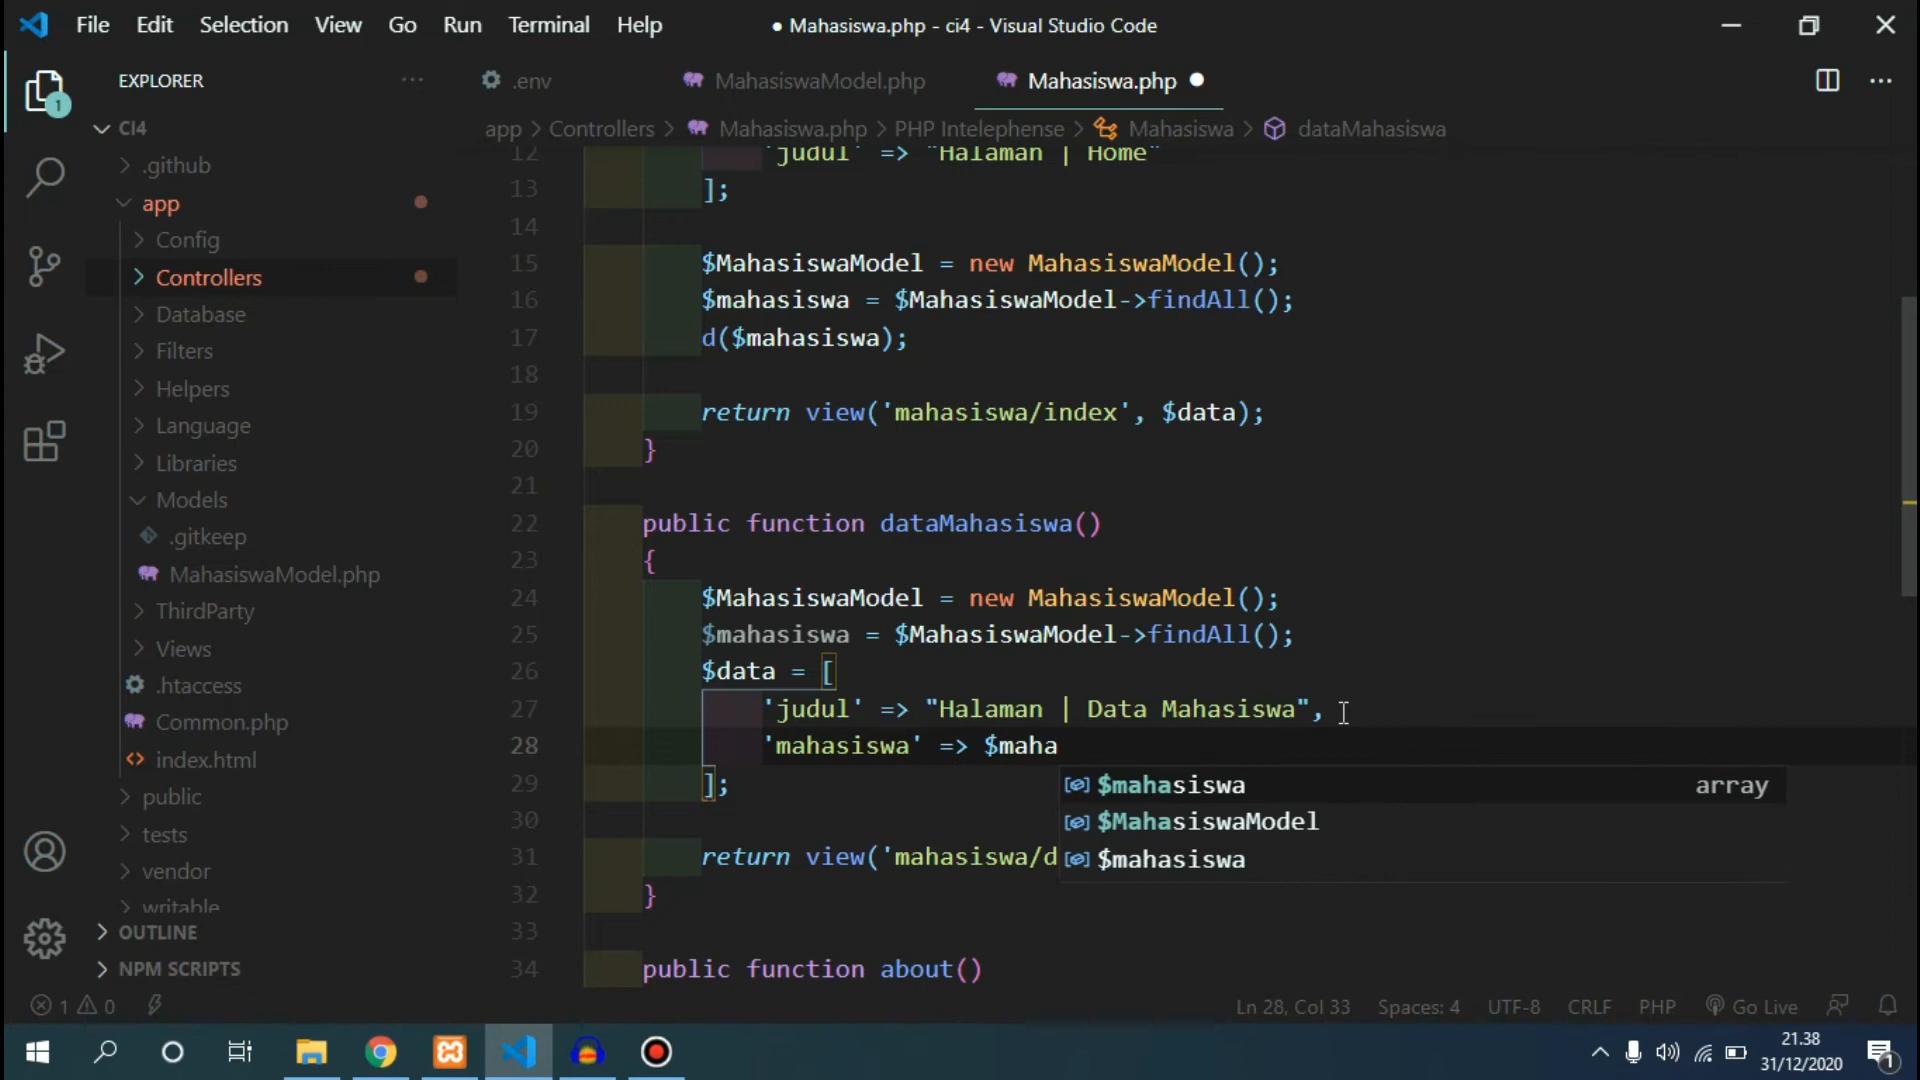 File Edit Selection View Go Run Terminal Help
● Mahasiswa.php - ci4 - Visual Studio Code
EXPLORER ...
.env
MahasiswaModel.php
Mahasiswa.php ●
app > Controllers > Mahasiswa.php > PHP Intelephense > Mahasiswa > dataMahasiswa
CI4
.github
app
Config
Controllers
Database
Filters
Helpers
Language
Libraries
Models
.gitkeep
MahasiswaModel.php
ThirdParty
Views
.htaccess
Common.php
index.html
public
tests
vendor
writable
OUTLINE
NPM SCRIPTS
12 'judul' => "Halaman | Home"
13 ];
14
15 $MahasiswaModel = new MahasiswaModel();
16 $mahasiswa = $MahasiswaModel->findAll();
17 d($mahasiswa);
18
19 return view('mahasiswa/index', $data);
20 }
21
22 public function dataMahasiswa()
23 {
24 $MahasiswaModel = new MahasiswaModel();
25 $mahasiswa = $MahasiswaModel->findAll();
26 $data = [
27 'judul' => "Halaman | Data Mahasiswa",
28 'mahasiswa' => $maha
29 ];
30
31 return view('mahasiswa/d
32 }
33
34 public function about()
$mahasiswa array
$MahasiswaModel
$mahasiswa
1 0
Ln 28, Col 33 Spaces: 4 UTF-8 CRLF PHP Go Live
1
21.38
31/12/2020
1